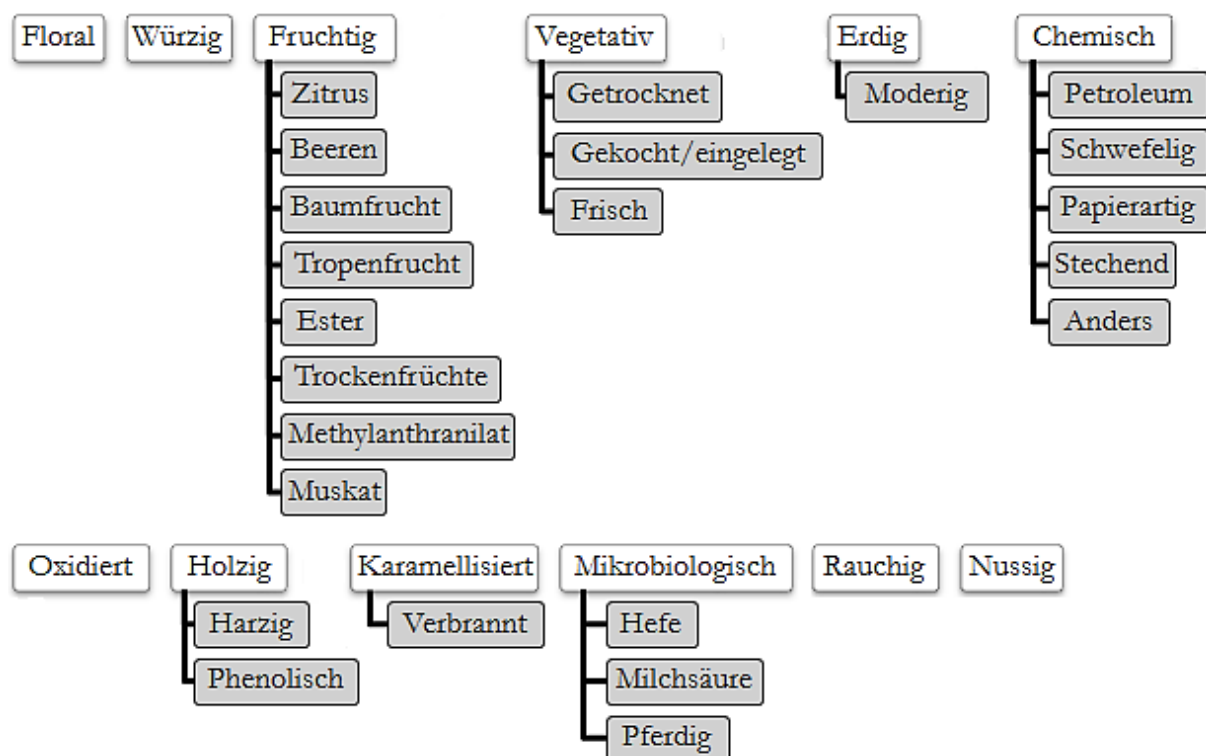 Floral Würzig Fruchtig Vegetativ Erdig Chemisch
Zitrus Getrocknet Moderig Petroleum
Beeren Gekocht/eingelegt Schwefelig
Baumfrucht Frisch Papierartig
Tropenfrucht Stechend
Ester Anders
Trockenfrüchte
Methylanthranilat
Muskat
Oxidiert Holzig Karamellisiert Mikrobiologisch Rauchig Nussig
Harzig Verbrannt Hefe
Phenolisch Milchsäure
Pferdig